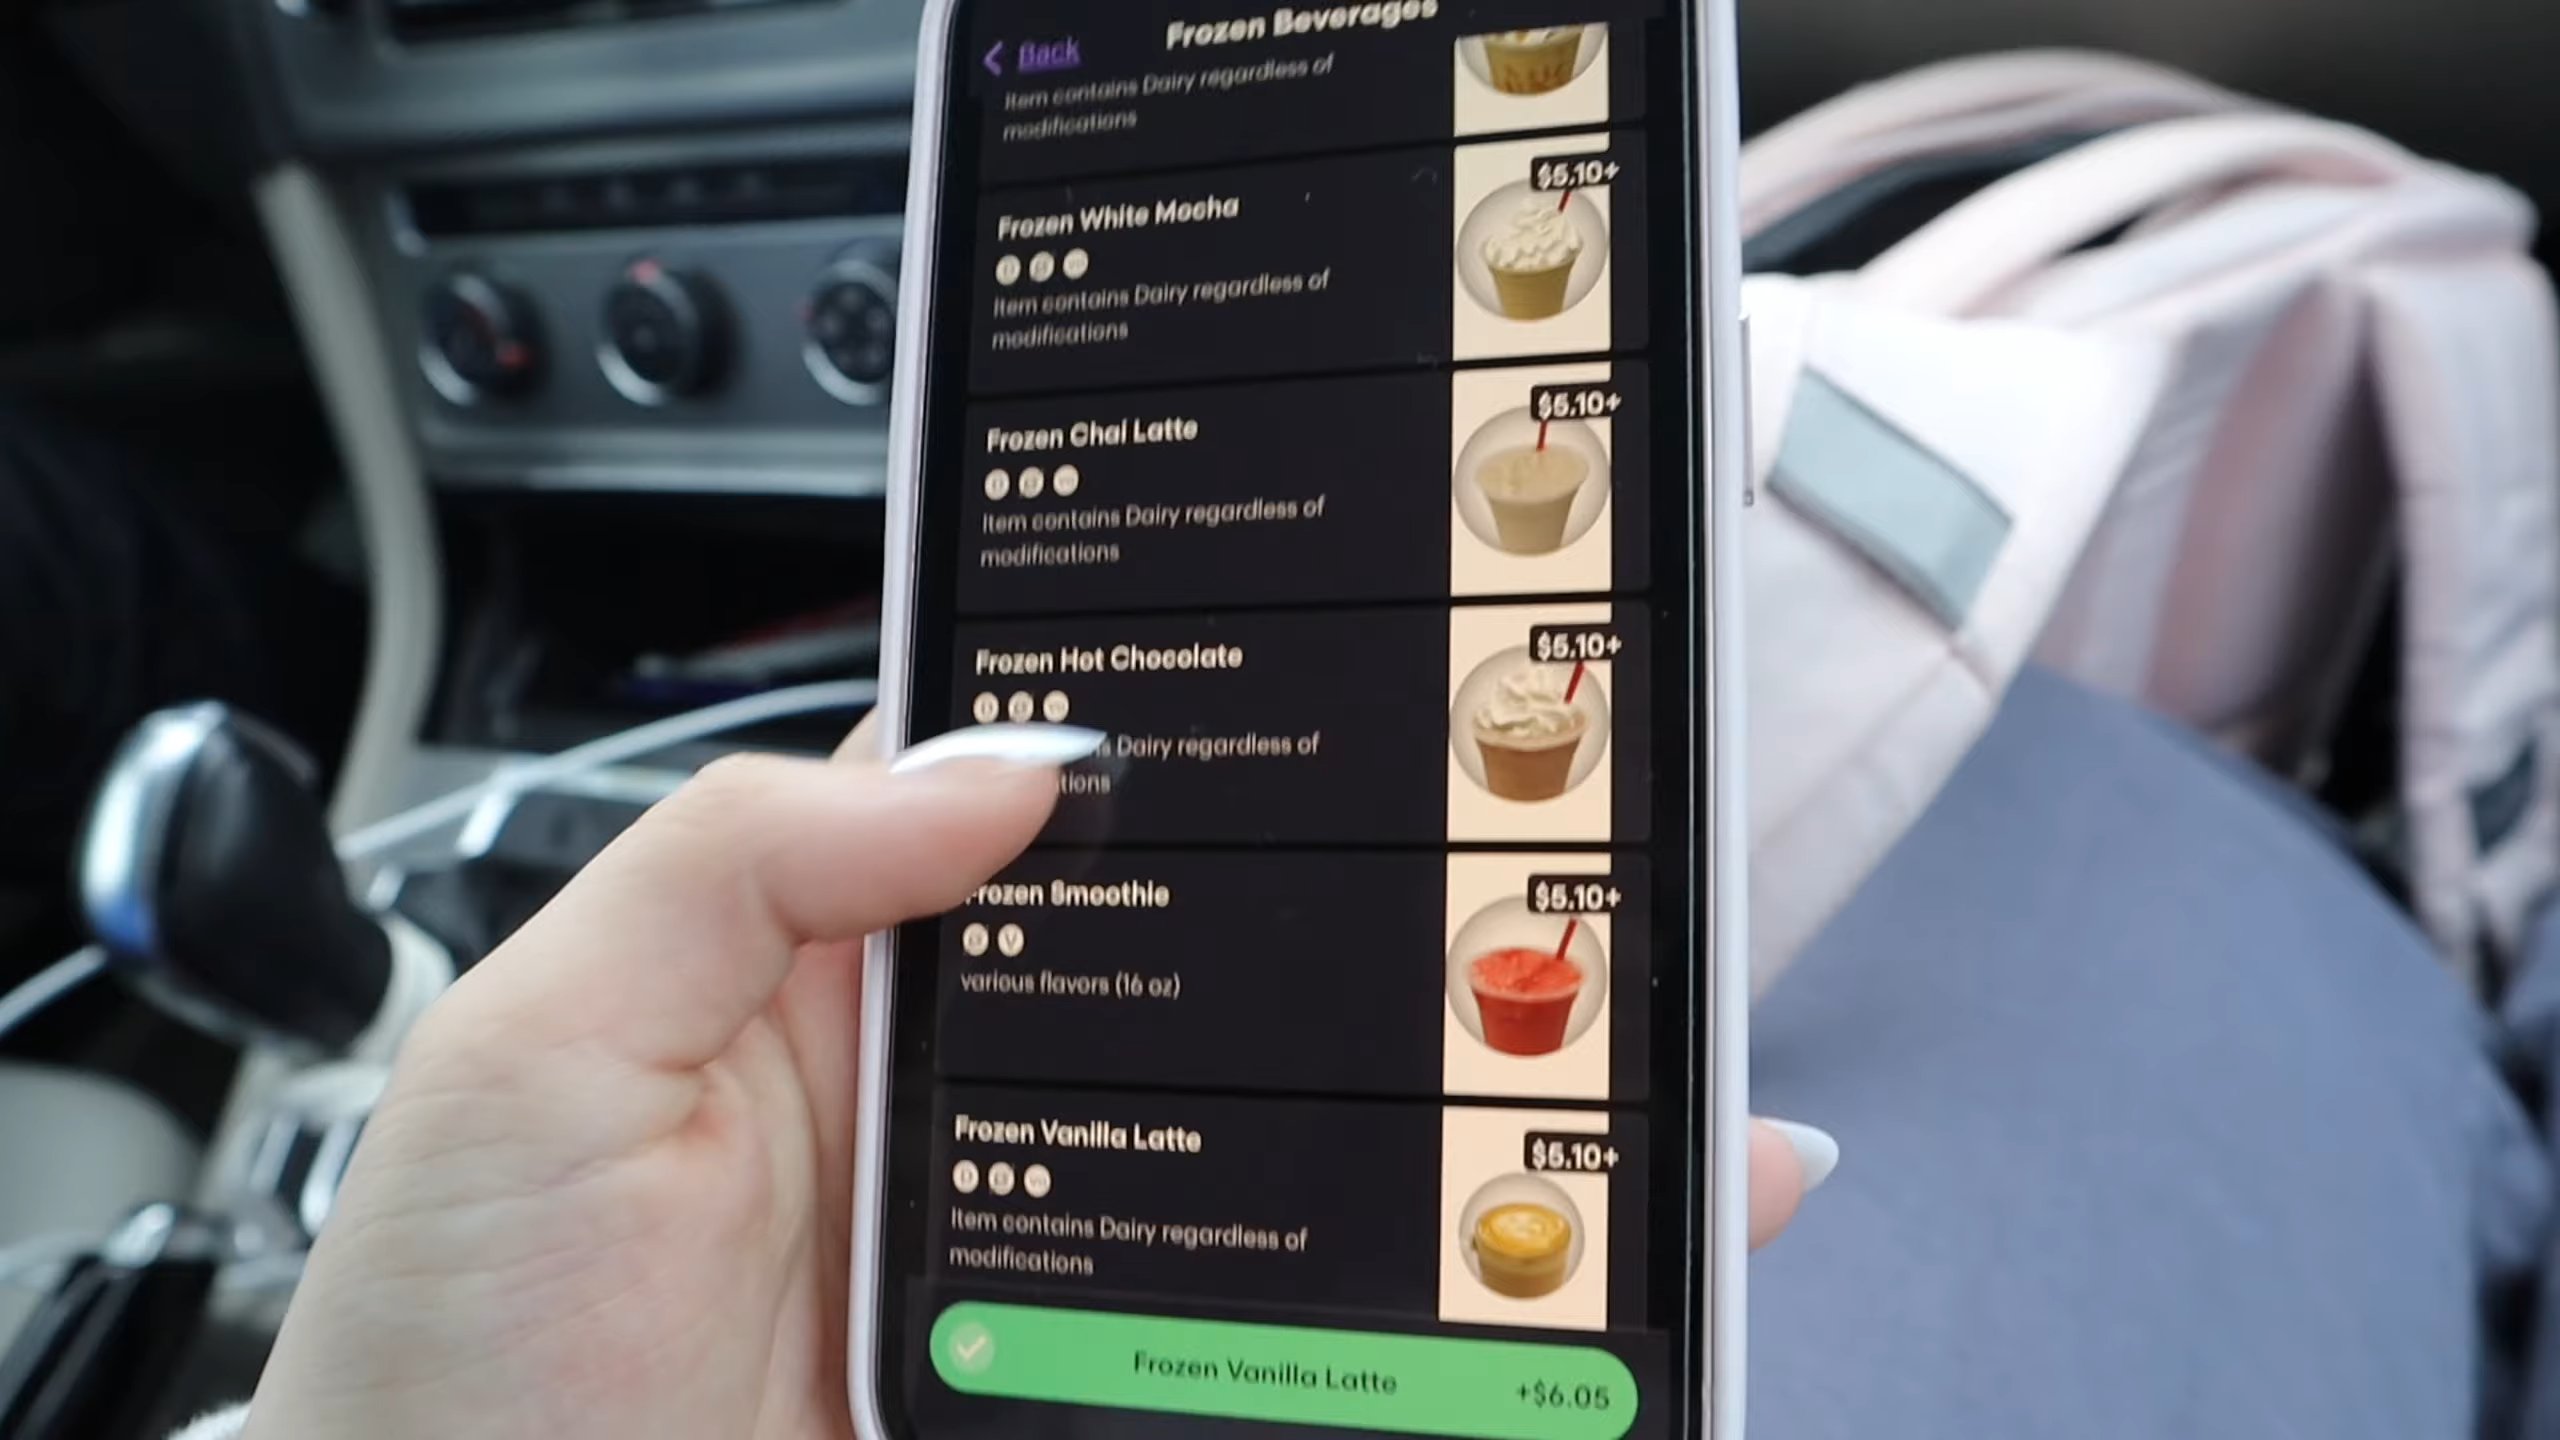 Back
Frozen Beverages
Item contains Dairy regardless of
modifications
$5.10+
Frozen White Mocha
Item contains Dairy regardless of
modifications
$5.10+
Frozen Chai Latte
Item contains Dairy regardless of
modifications
$5.10+
Frozen Hot Chocolate
Dairy regardless of
tions
$5.10+
Frozen Smoothie
V
various flavors (16 oz)
$5.10+
Frozen Vanilla Latte
Item contains Dairy regardless of
modifications
Frozen Vanilla Latte +$6.05